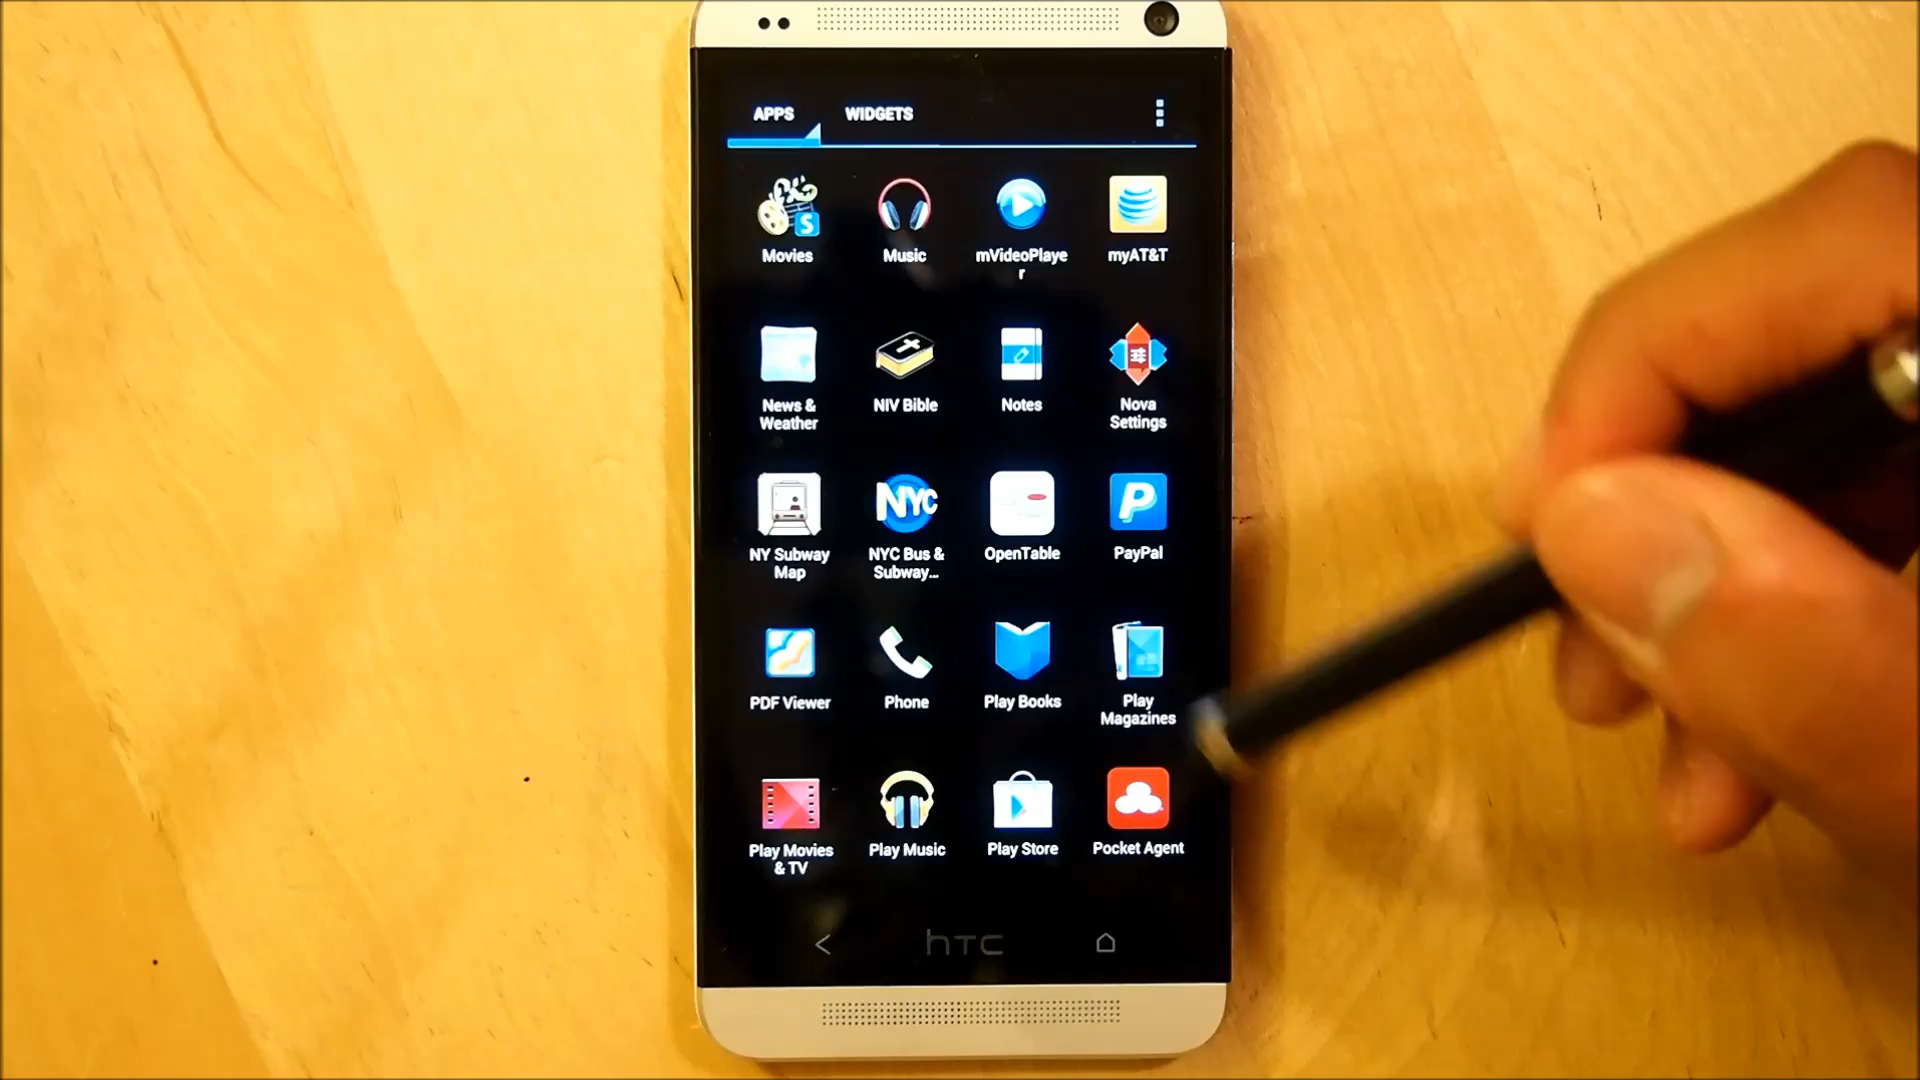 APPS
WIDGETS
Movies
Music
mVideoPlaye
r
myAT&T
News &
Weather
NIV Bible
Notes
Nova
Settings
NYC
NY Subway
Map
NYC Bus &
Subway...
OpenTable
PayPal
PDF Viewer
Phone
Play Books
Play
Magazines
Play Movies
& TV
Play Music
Play Store
Pocket Agent
hTC